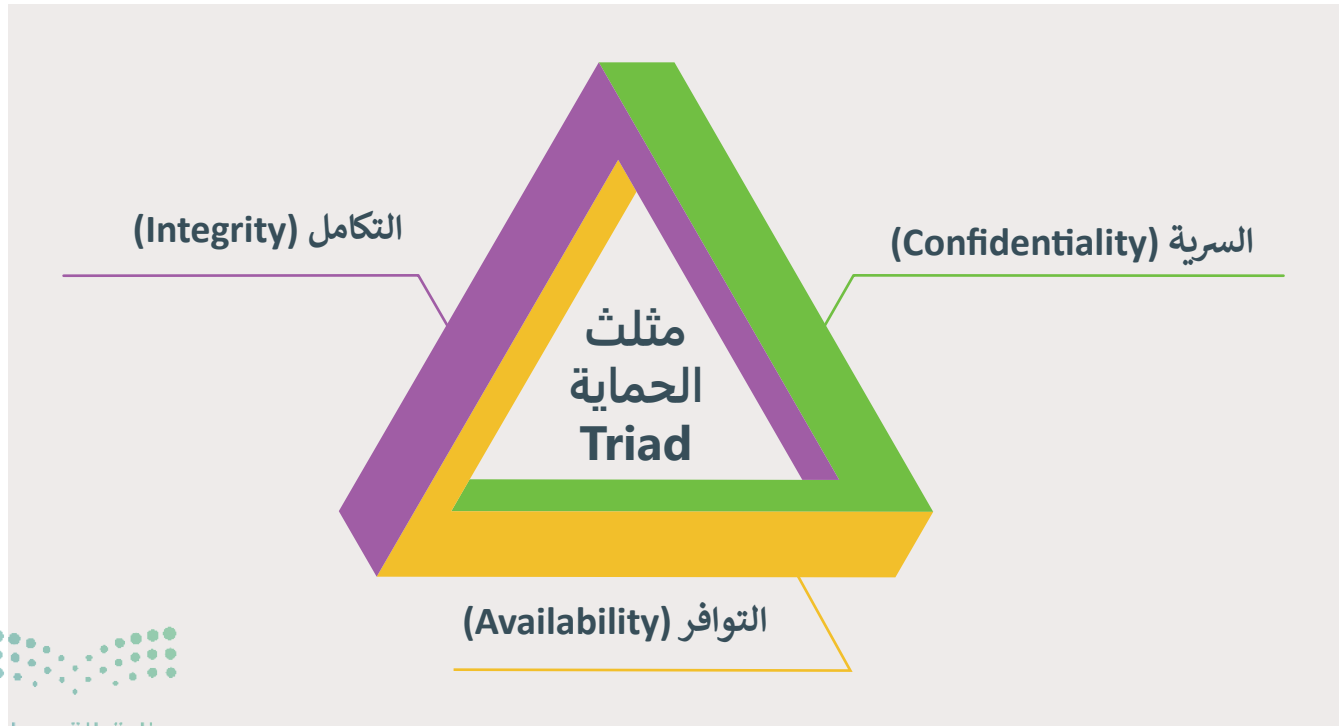 السرية (Confidentiality)
التكامل (Integrity)
مثلث
الحماية
Triad
التوافر (Availability)